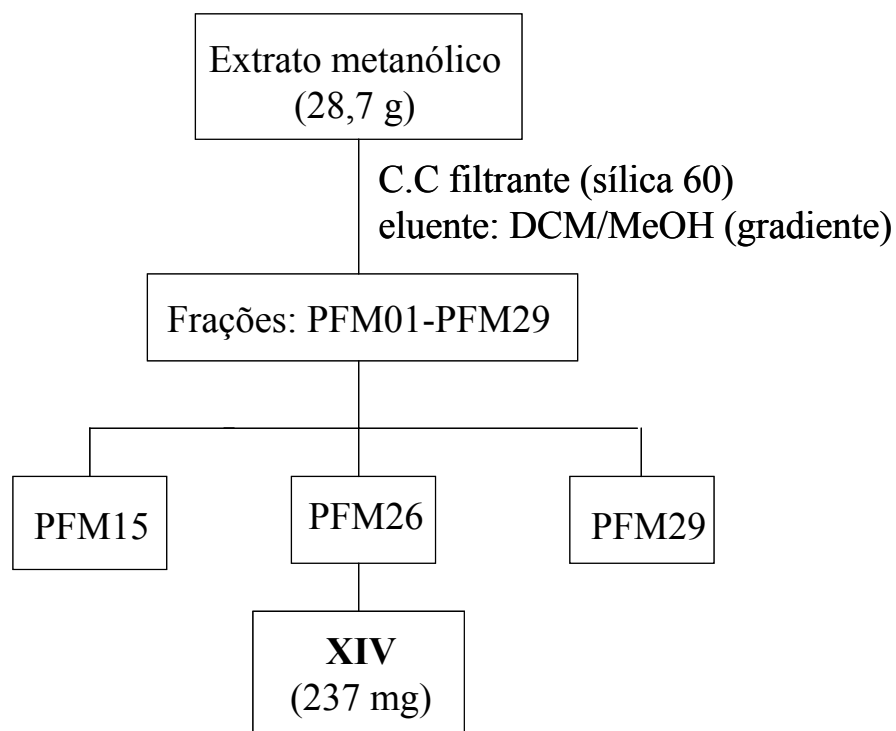 Extrato metanólico
(28,7 g)
C.C filtrante (sílica 60)
eluente: DCM/MeOH (gradiente)
Frações: PFM01-PFM29
PFM15
PFM26
PFM29
XIV
(237 mg)